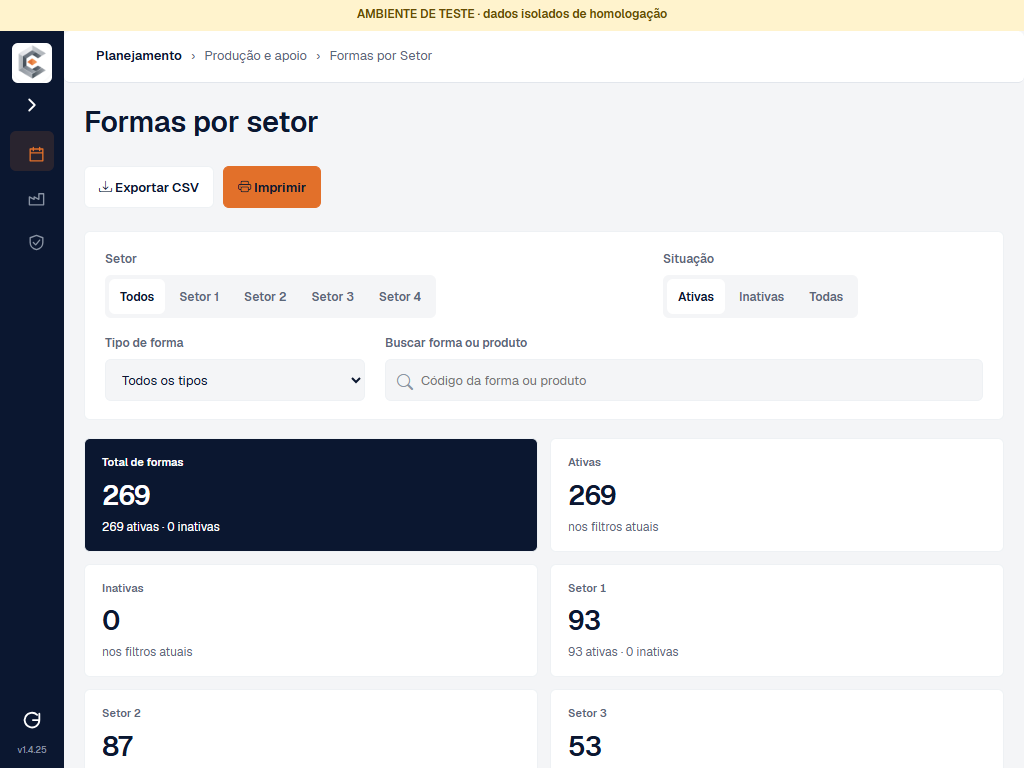 AMBIENTE DE TESTE · dados isolados de homologação
Planejamento › Produção e apoio › Formas por Setor
Formas por setor
Exportar CSV
Imprimir
Setor
Todos Setor 1 Setor 2 Setor 3 Setor 4
Situação
Ativas Inativas Todas
Tipo de forma
Todos os tipos
Buscar forma ou produto
Código da forma ou produto
Total de formas
269
269 ativas · 0 inativas
Ativas
269
nos filtros atuais
Inativas
0
nos filtros atuais
Setor 1
93
93 ativas · 0 inativas
Setor 2
87
Setor 3
53
v1.4.25